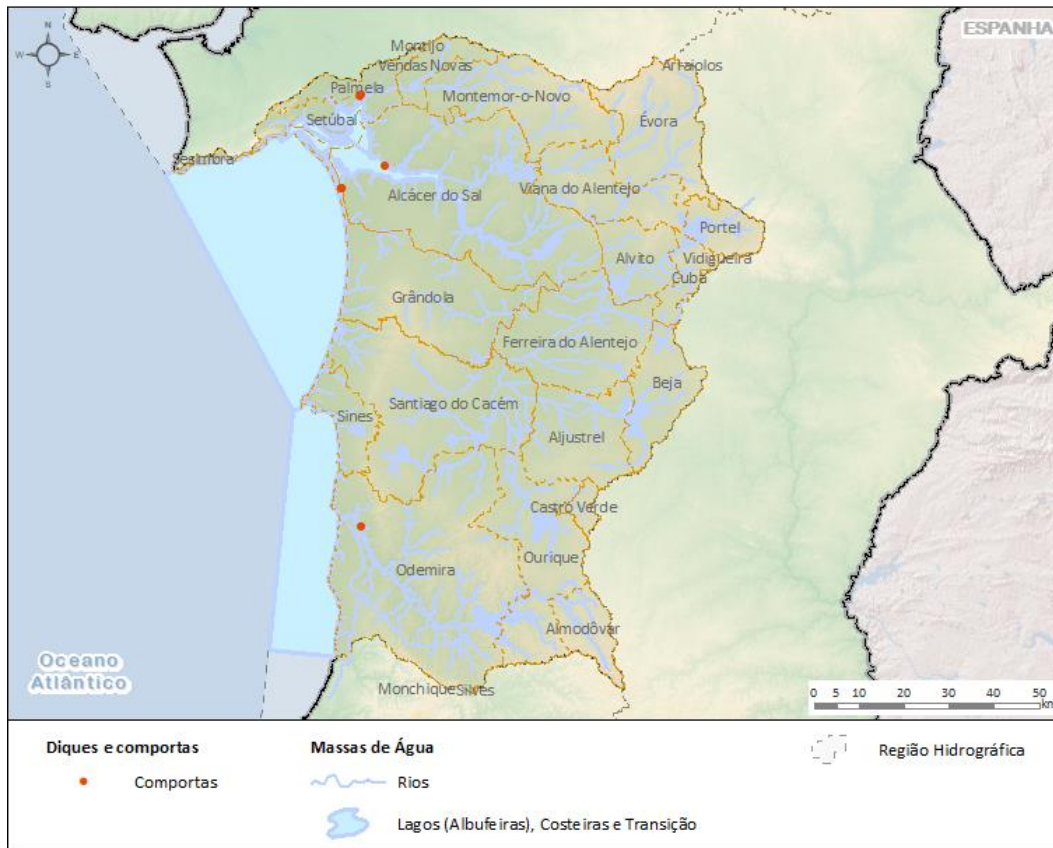 N
W
E
S
ESPANHA
Montijo
Vendas Novas
Arraiolos
Palmela
Montemor-o-Novo
Setúbal
Évora
Sesimbra
Alcácer do Sal
Viana do Alentejo
Portel
Alvito
Vidigueira
Cuba
Grândola
Ferreira do Alentejo
Beja
Santiago do Cacém
Sines
Aljustrel
Castro Verde
Ourique
Odemira
Almodôvar
Oceano
Atlântico
Monchique
Silves
0 5 10 20 30 40 50
km
Diques e comportas
Comportas
Massas de Água
Rios
Lagos (Albufeiras), Costeiras e Transição
Região Hidrográfica